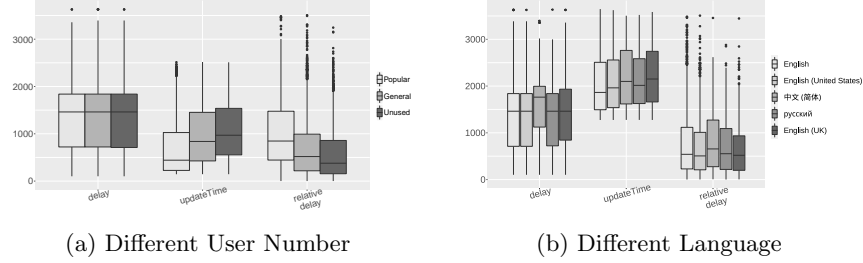 3000
2000
1000
0
delay
updateTime
relative
delay
Popular
General
Unused
(a) Different User Number
3000
2000
1000
0
delay
updateTime
relative
delay
English
English (United States)
中文 (简体)
русский
English (UK)
(b) Different Language